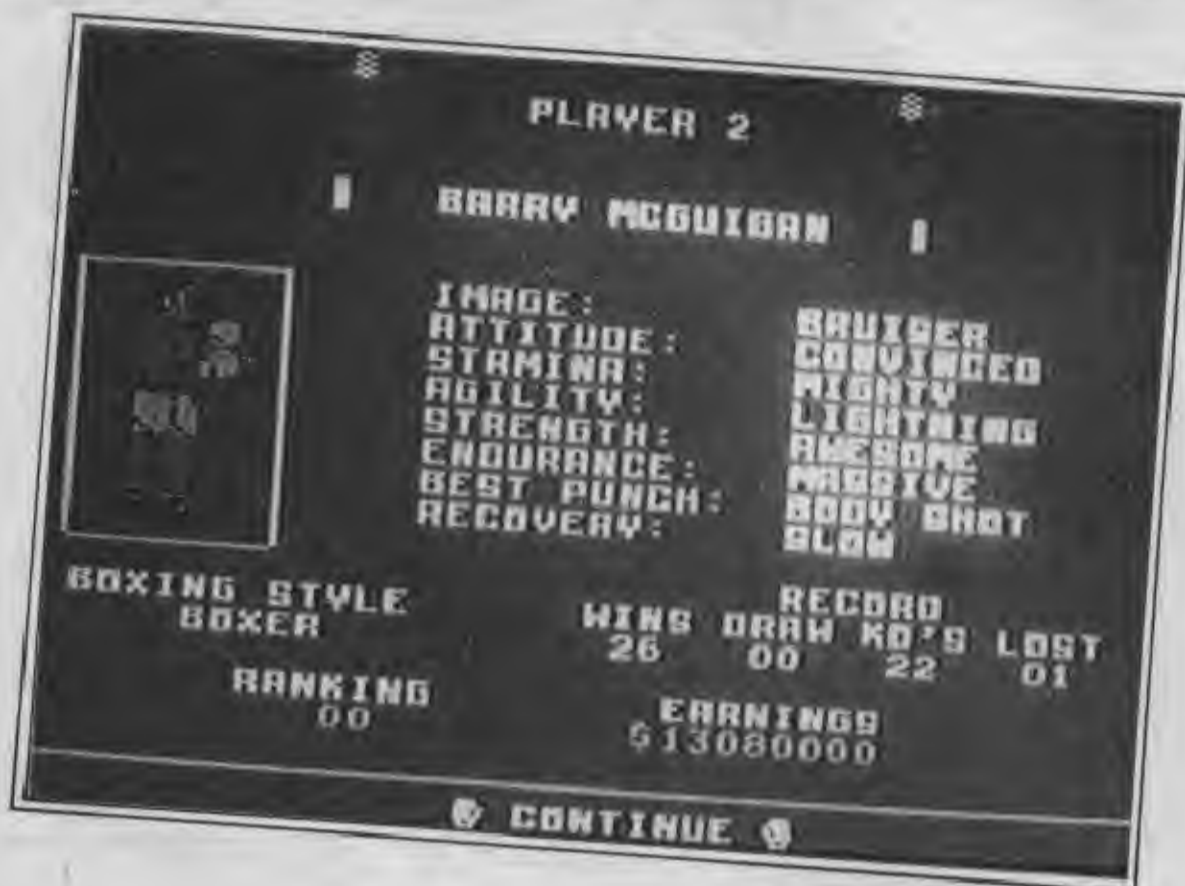 PLAYER 2
BARRY MCGUIGAN
IMAGE: BRUISER
ATTITUDE: CONVINCED
STAMINA: MIGHTY
AGILITY: LIGHTNING
STRENGTH: AWESOME
ENDURANCE: MASSIVE
BEST PUNCH: BODY SHOT
RECOVERY: SLOW
BOXING STYLE
BOXER
RECORD
WINS DRAW KO'S LOST
26 00 22 01
RANKING
00
EARNINGS
$13080000
CONTINUE